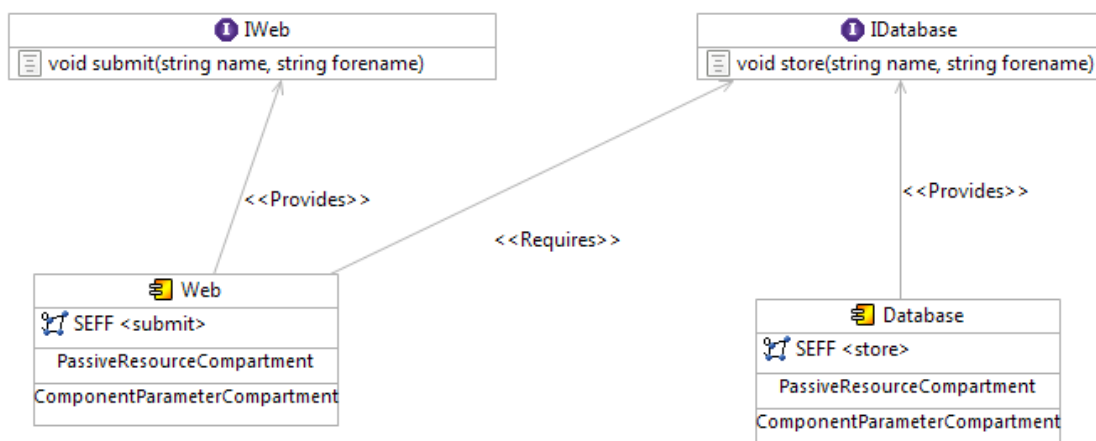 IWeb
void submit(string name, string forename)
IDatabase
void store(string name, string forename)
<<Provides>>
<<Requires>>
<<Provides>>
Web
SEFF <submit>
PassiveResourceCompartment
ComponentParameterCompartment
Database
SEFF <store>
PassiveResourceCompartment
ComponentParameterCompartment